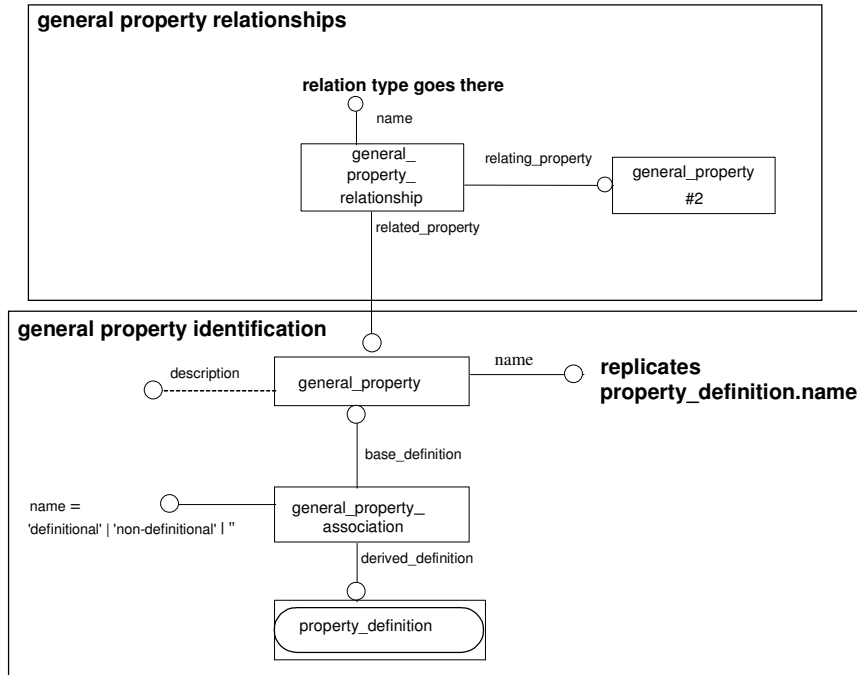 general property relationships
relation type goes there
name
general_
property_
relationship
relating_property
general_property
#2
related_property
general property identification
description
general_property
name
replicates
property_definition.name
base_definition
name =
'definitional' | 'non-definitional' | ''
general_property_
association
derived_definition
property_definition